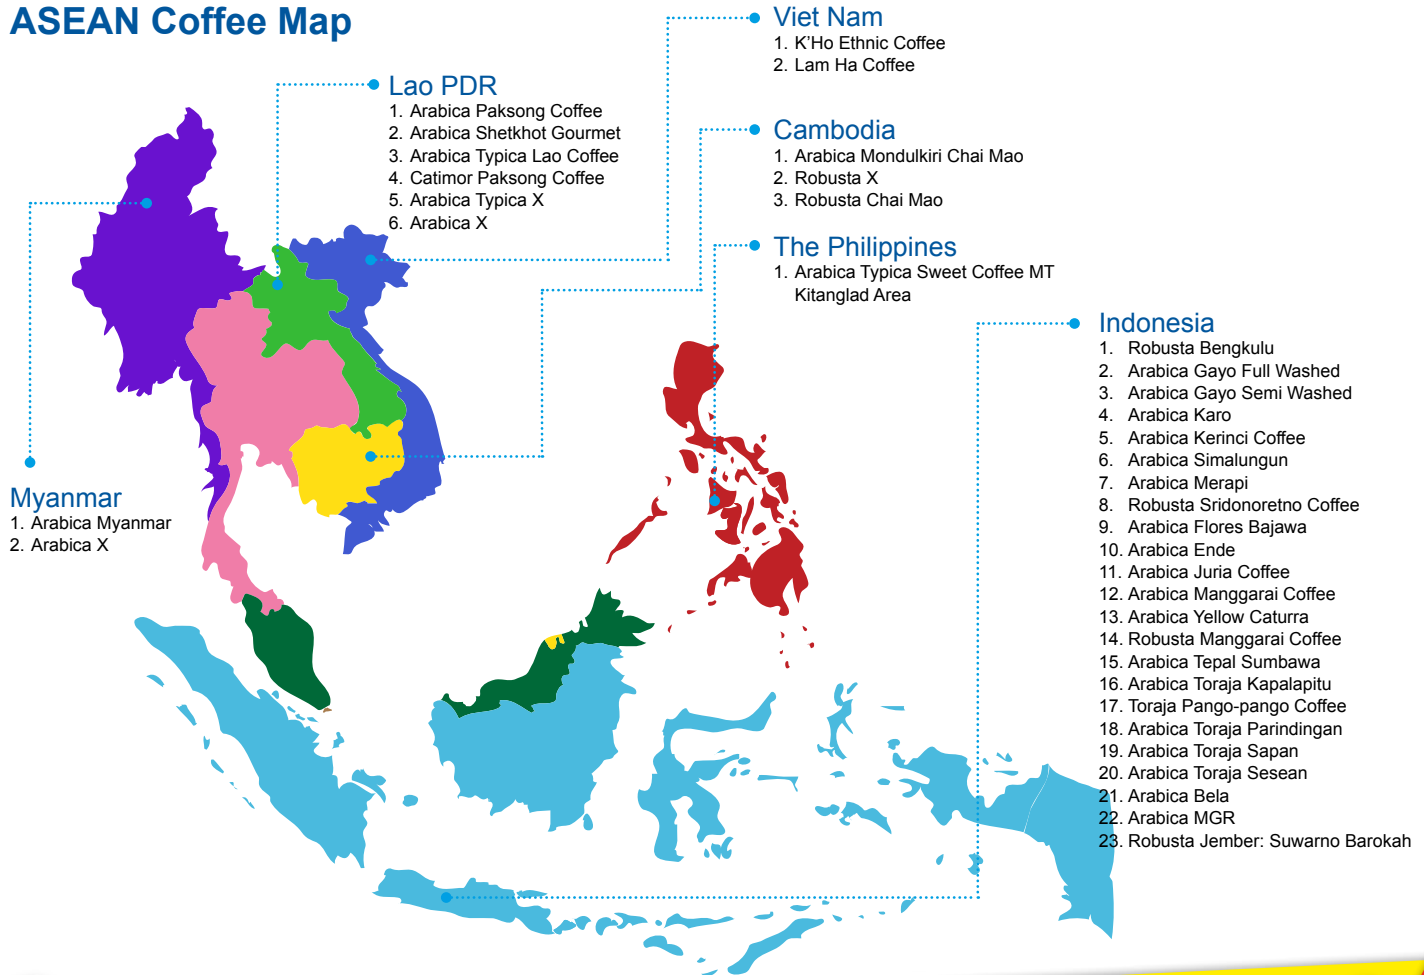 ASEAN Coffee Map
Viet Nam
1. K'Ho Ethnic Coffee
2. Lam Ha Coffee
Lao PDR
1. Arabica Paksong Coffee
2. Arabica Shetkhot Gourmet
3. Arabica Typica Lao Coffee
4. Catimor Paksong Coffee
5. Arabica Typica X
6. Arabica X
Cambodia
1. Arabica Mondulkiri Chai Mao
2. Robusta X
3. Robusta Chai Mao
The Philippines
1. Arabica Typica Sweet Coffee MT
Kitanglad Area
Indonesia
1. Robusta Bengkulu
2. Arabica Gayo Full Washed
3. Arabica Gayo Semi Washed
4. Arabica Karo
5. Arabica Kerinci Coffee
6. Arabica Simalungun
7. Arabica Merapi
8. Robusta Sridonoretno Coffee
9. Arabica Flores Bajawa
10. Arabica Ende
11. Arabica Juria Coffee
12. Arabica Manggarai Coffee
13. Arabica Yellow Caturra
14. Robusta Manggarai Coffee
15. Arabica Tepal Sumbawa
16. Arabica Toraja Kapalapitu
17. Toraja Pango-pango Coffee
18. Arabica Toraja Parindingan
19. Arabica Toraja Sapan
20. Arabica Toraja Sesean
21. Arabica Bela
22. Arabica MGR
23. Robusta Jember: Suwarno Barokah
Myanmar
1. Arabica Myanmar
2. Arabica X